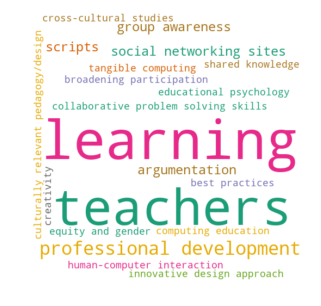 cross-cultural studies
group awareness
scripts
social networking sites
tangible computing
shared knowledge
broadening participation
educational psychology
collaborative problem solving skills
learning
argumentation
best practices
teachers
culturally relevant pedagogy/design
creativity
equity and gender
computing education
professional development
human-computer interaction
innovative design approach